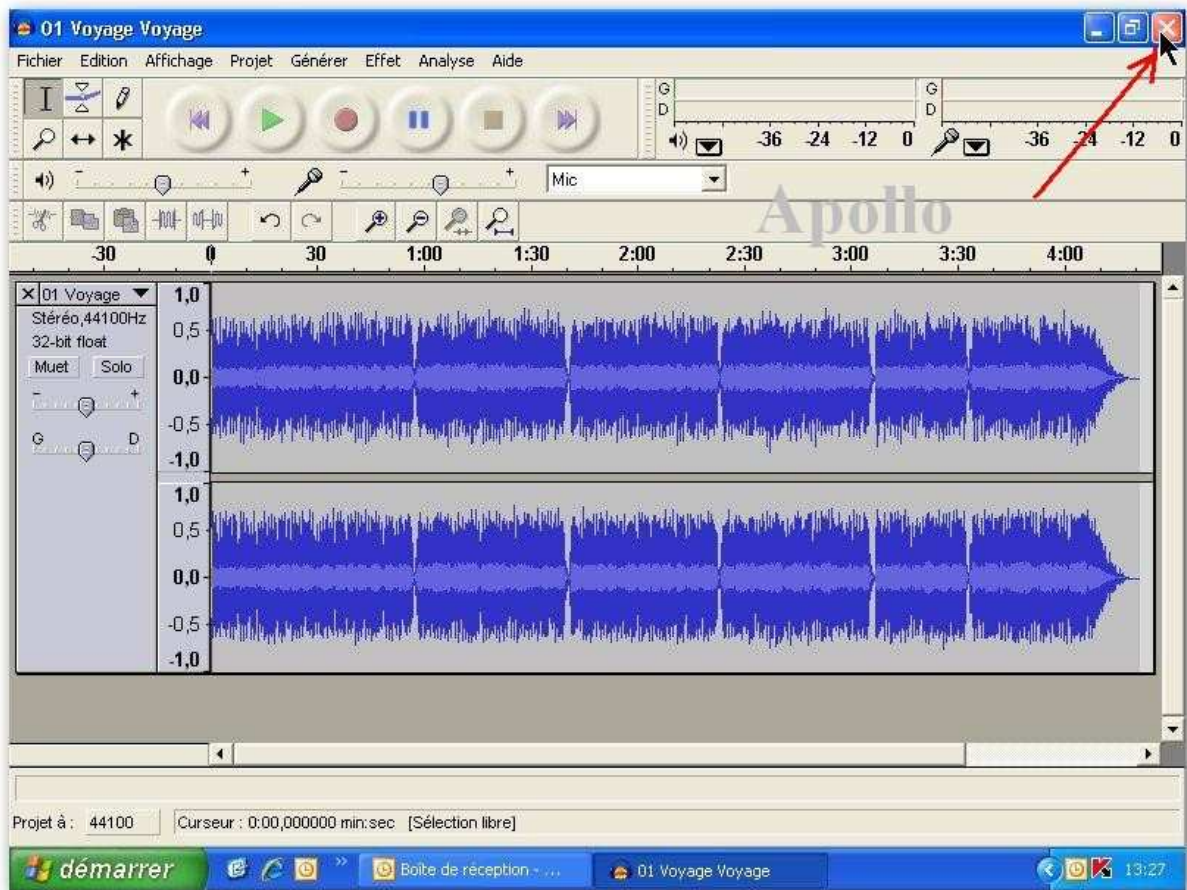 01 Voyage Voyage
Fichier Edition Affichage Projet Générer Effet Analyse Aide
G
D
-36 -24 -12 0
G
D
-36 -24 -12 0
- +
- +
Mic
Apollo
-30 0 30 1:00 1:30 2:00 2:30 3:00 3:30 4:00
01 Voyage
Stéréo,44100Hz
32-bit float
Muet Solo
- +
G D
1,0
0,5
0,0
-0,5
-1,0
1,0
0,5
0,0
-0,5
-1,0
Projet à : 44100 Curseur : 0:00,000000 min:sec [Sélection libre]
démarrer Boîte de réception - ... 01 Voyage Voyage 13:27